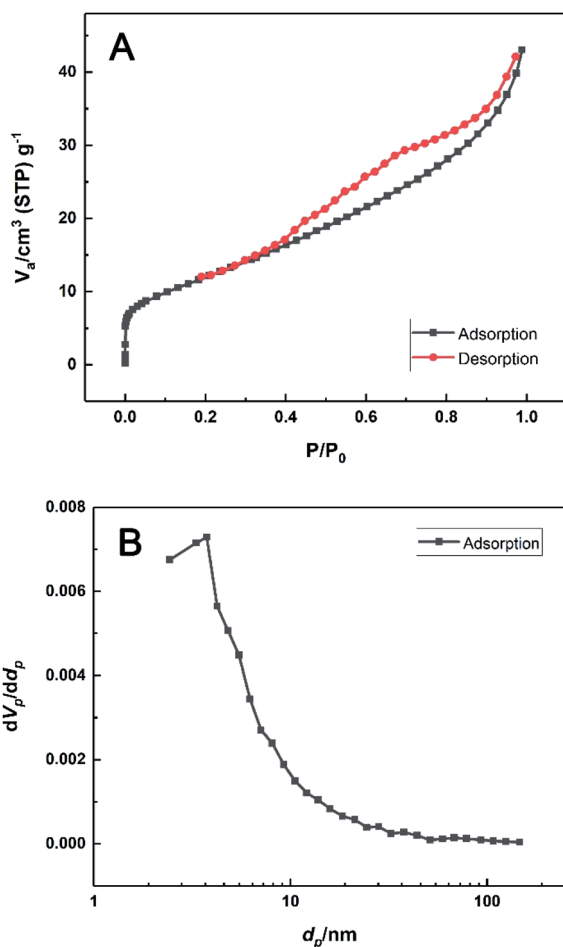 A
40
30
20
10
0
Va/cm³ (STP) g⁻¹
Adsorption
Desorption
0.0 0.2 0.4 0.6 0.8 1.0
P/P₀
B
Adsorption
0.008
0.006
0.004
0.002
0.000
dVp/ddp
1 10 100
dp/nm